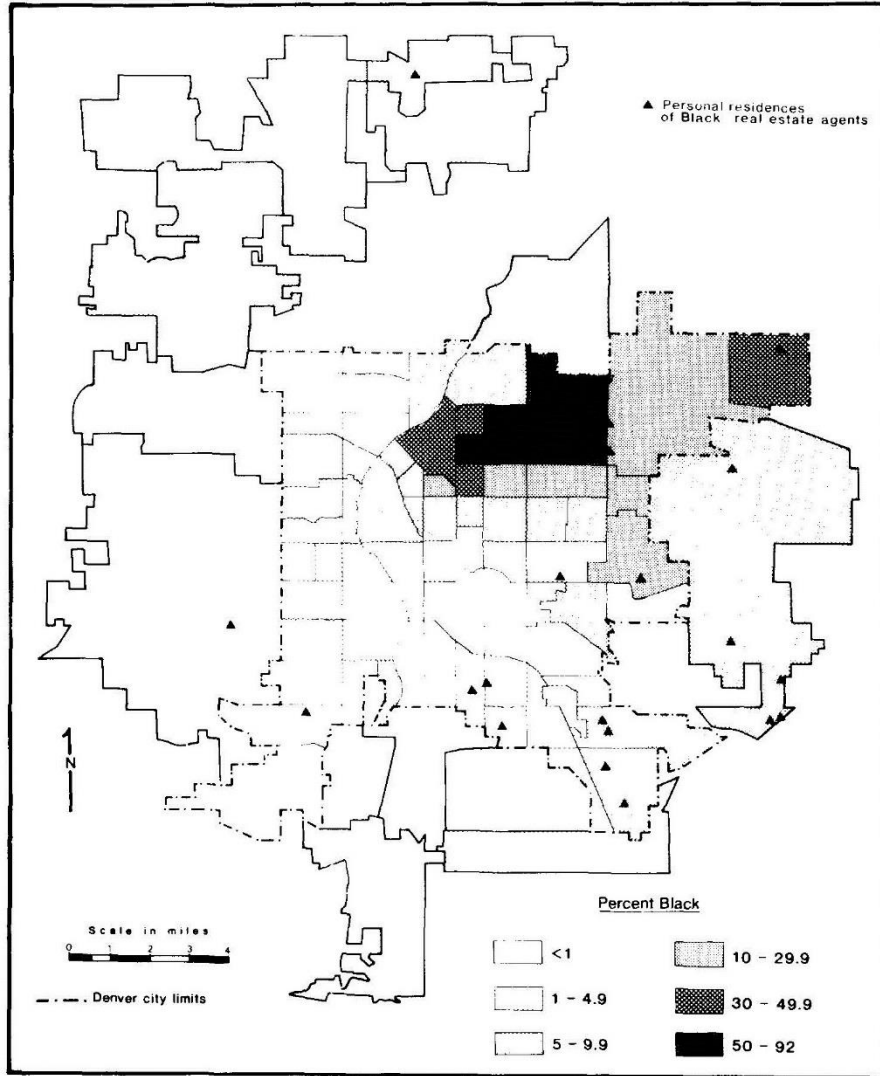 ▲ Personal residences
of Black real estate agents
N
Scale in miles
0 1 2 3 4
Denver city limits
Percent Black
<1
1 - 4.9
5 - 9.9
10 - 29.9
30 - 49.9
50 - 92